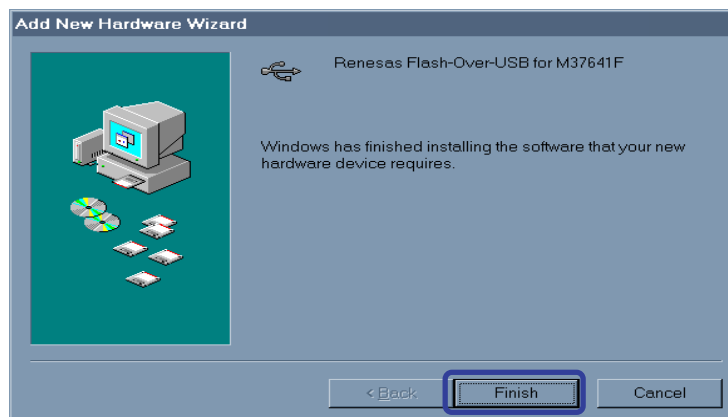 Add New Hardware Wizard
Renesas Flash-Over-USB for M37641F
Windows has finished installing the software that your new
hardware device requires.
< Back
Finish
Cancel